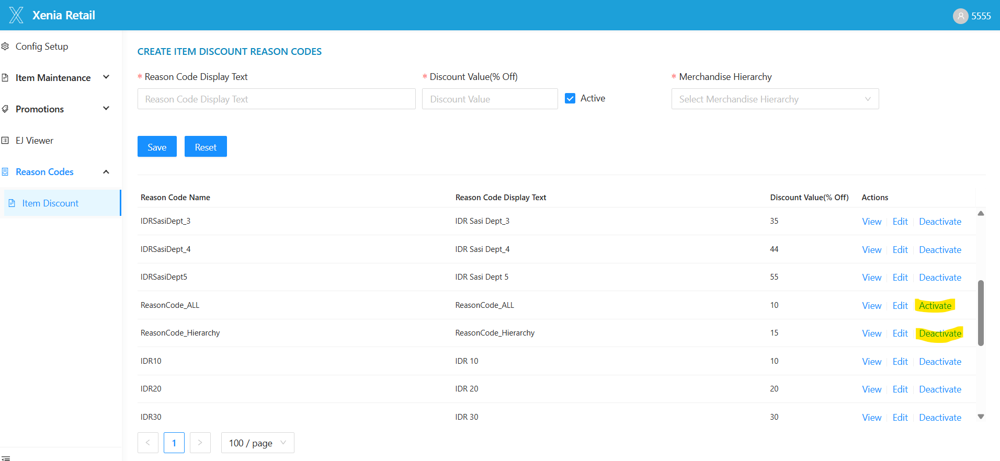 Xenia Retail
5555
Config Setup
Item Maintenance
Promotions
EJ Viewer
Reason Codes
Item Discount
CREATE ITEM DISCOUNT REASON CODES
* Reason Code Display Text * Discount Value(% Off) * Merchandise Hierarchy
Reason Code Display Text Discount Value Active Select Merchandise Hierarchy
Save Reset
Reason Code Name Reason Code Display Text Discount Value(% Off) Actions
IDRSasiDept_3 IDR Sasi Dept_3 35 View Edit Deactivate
IDRSasiDept_4 IDR Sasi Dept_4 44 View Edit Deactivate
IDRSasiDept5 IDR Sasi Dept 5 55 View Edit Deactivate
ReasonCode_ALL ReasonCode_ALL 10 View Edit Activate
ReasonCode_Hierarchy ReasonCode_Hierarchy 15 View Edit Deactivate
IDR10 IDR 10 10 View Edit Deactivate
IDR20 IDR 20 20 View Edit Deactivate
IDR30 IDR 30 30 View Edit Deactivate
< 1 > 100 / page